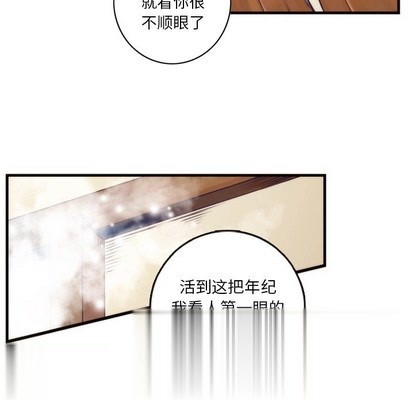 就看你很
不顺眼了
活到这把年纪
我看人第一眼的